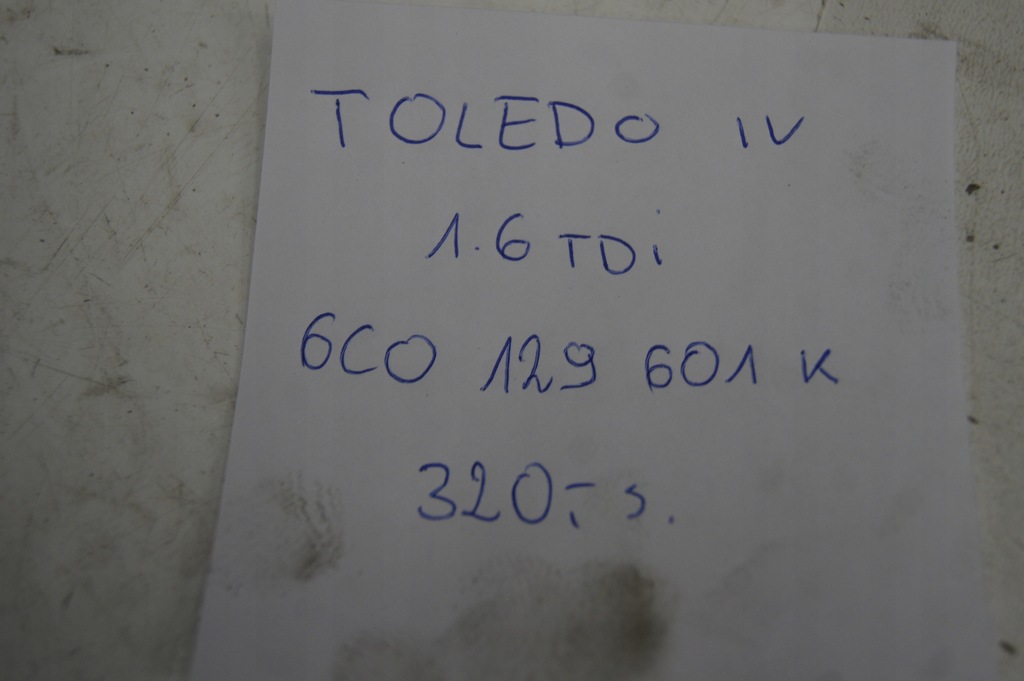 TOLEDO IV
1.6 TDi
6C0 129 601 K
320,- s.